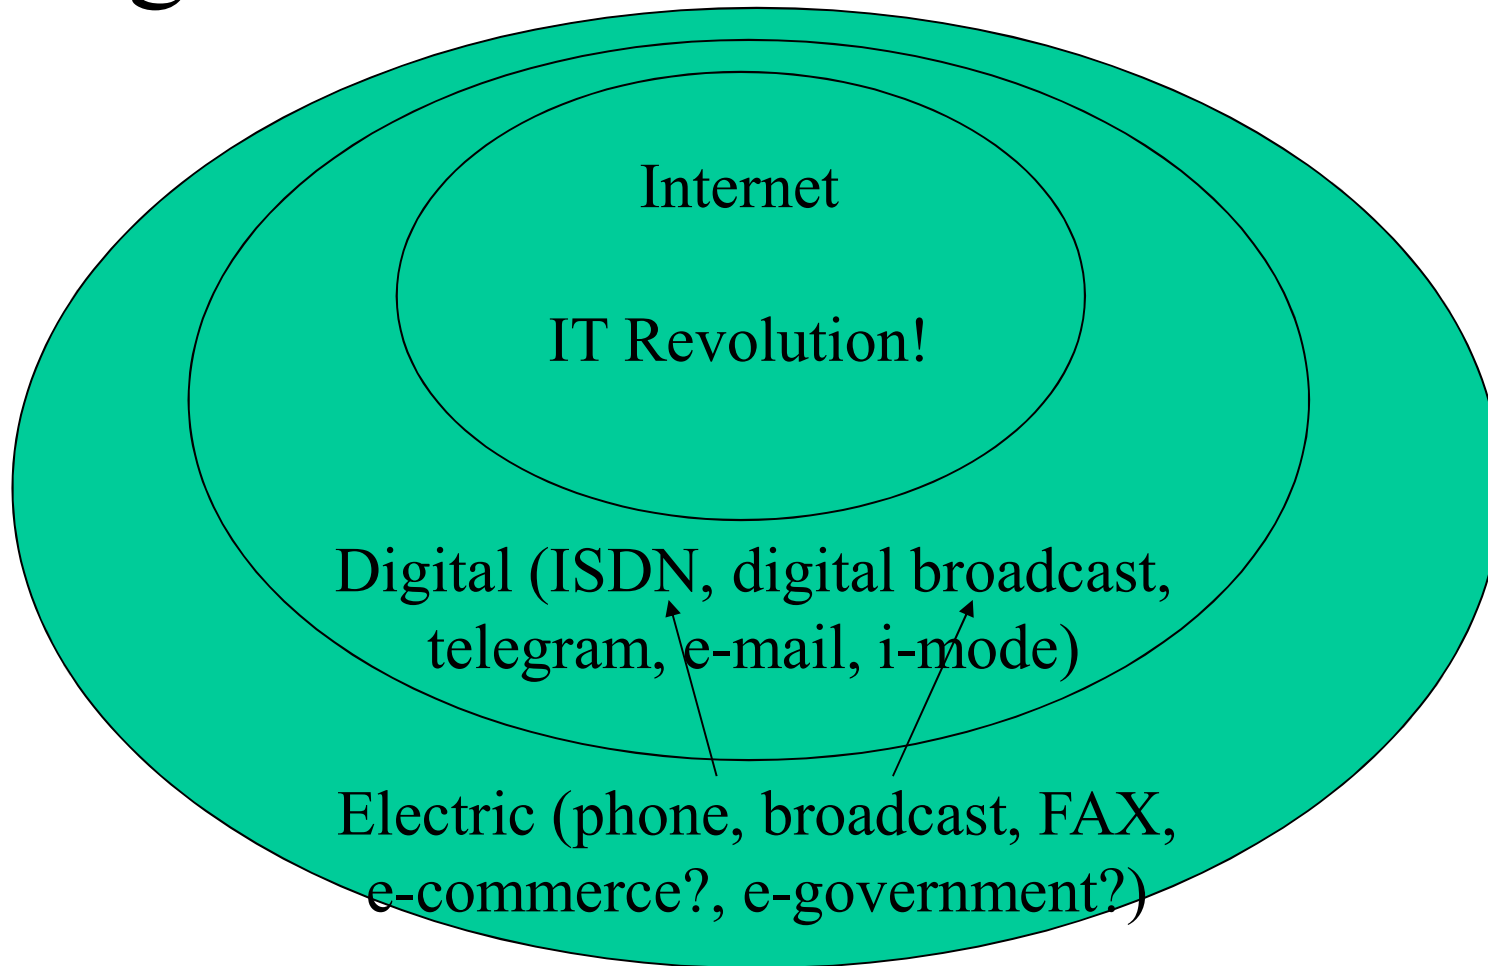 Internet
IT Revolution!
Digital (ISDN, digital broadcast,
telegram, e-mail, i-mode)
Electric (phone, broadcast, FAX,
e-commerce?, e-government?)